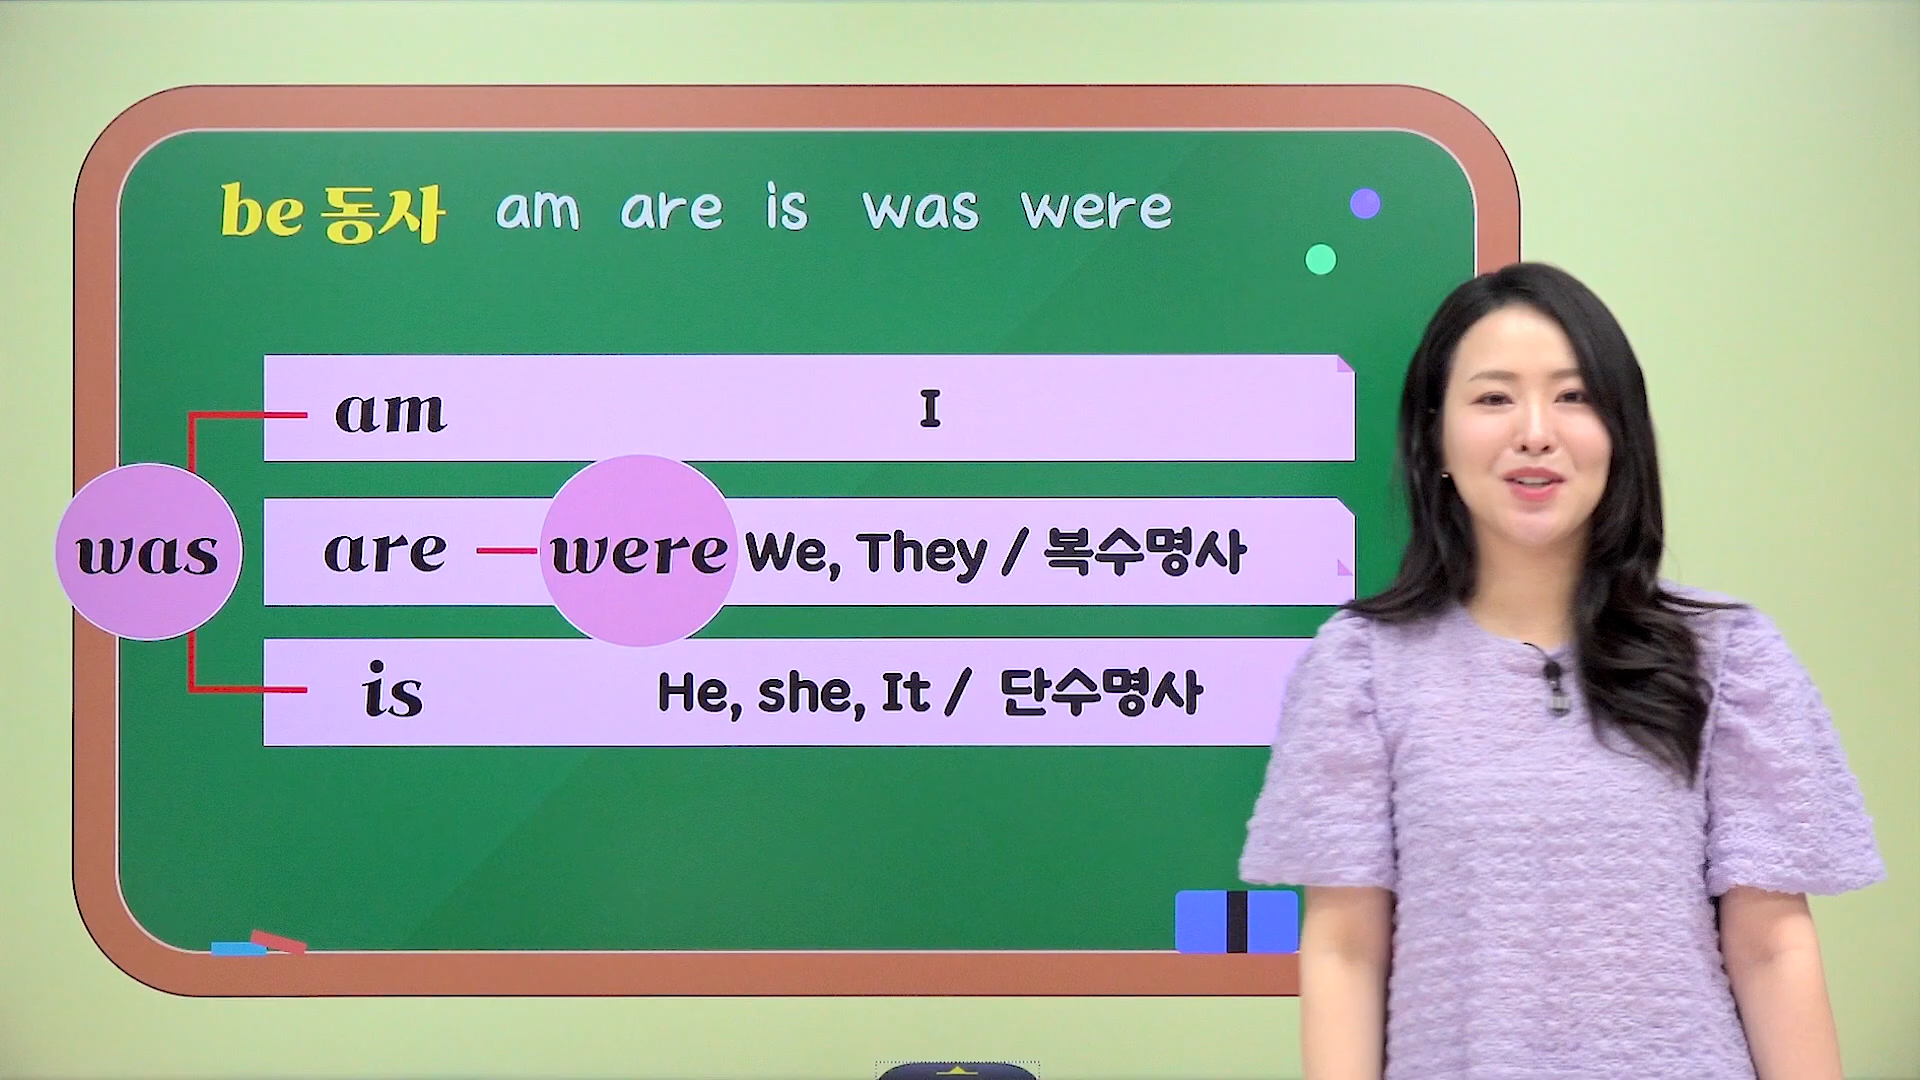 be 동사 am are is was were
am I
was are were We, They / 복수명사
is He, she, It / 단수명사